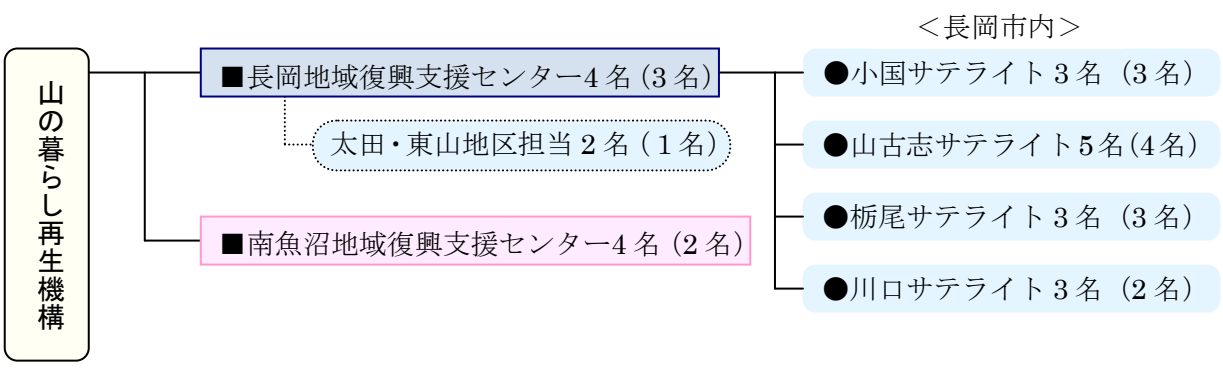 山の暮らし再生機構
■長岡地域復興支援センター4名(3名)
太田・東山地区担当2名(1名)
■南魚沼地域復興支援センター4名(2名)
＜長岡市内＞
●小国サテライト3名 (3名)
●山古志サテライト5名(4名)
●栃尾サテライト3名 (3名)
●川口サテライト3名 (2名)